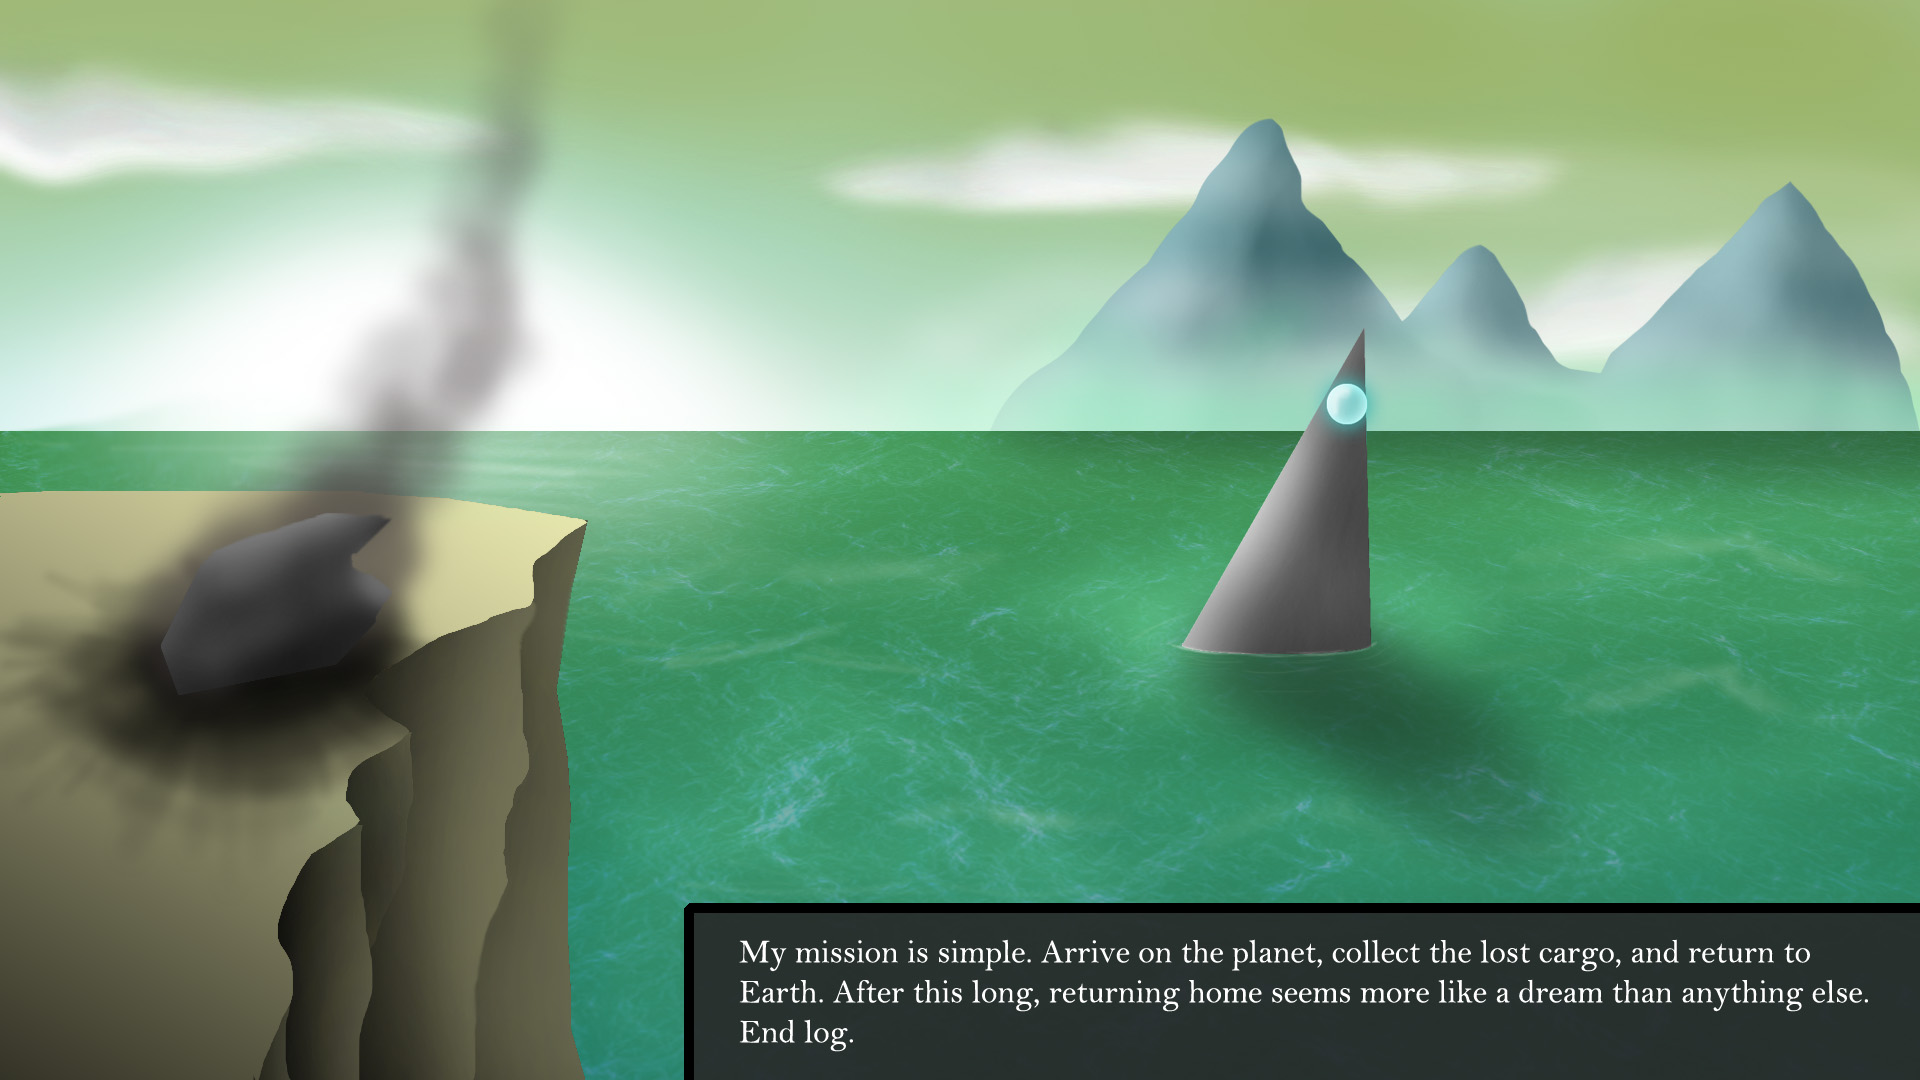 My mission is simple. Arrive on the planet, collect the lost cargo, and return to
Earth. After this long, returning home seems more like a dream than anything else.
End log.